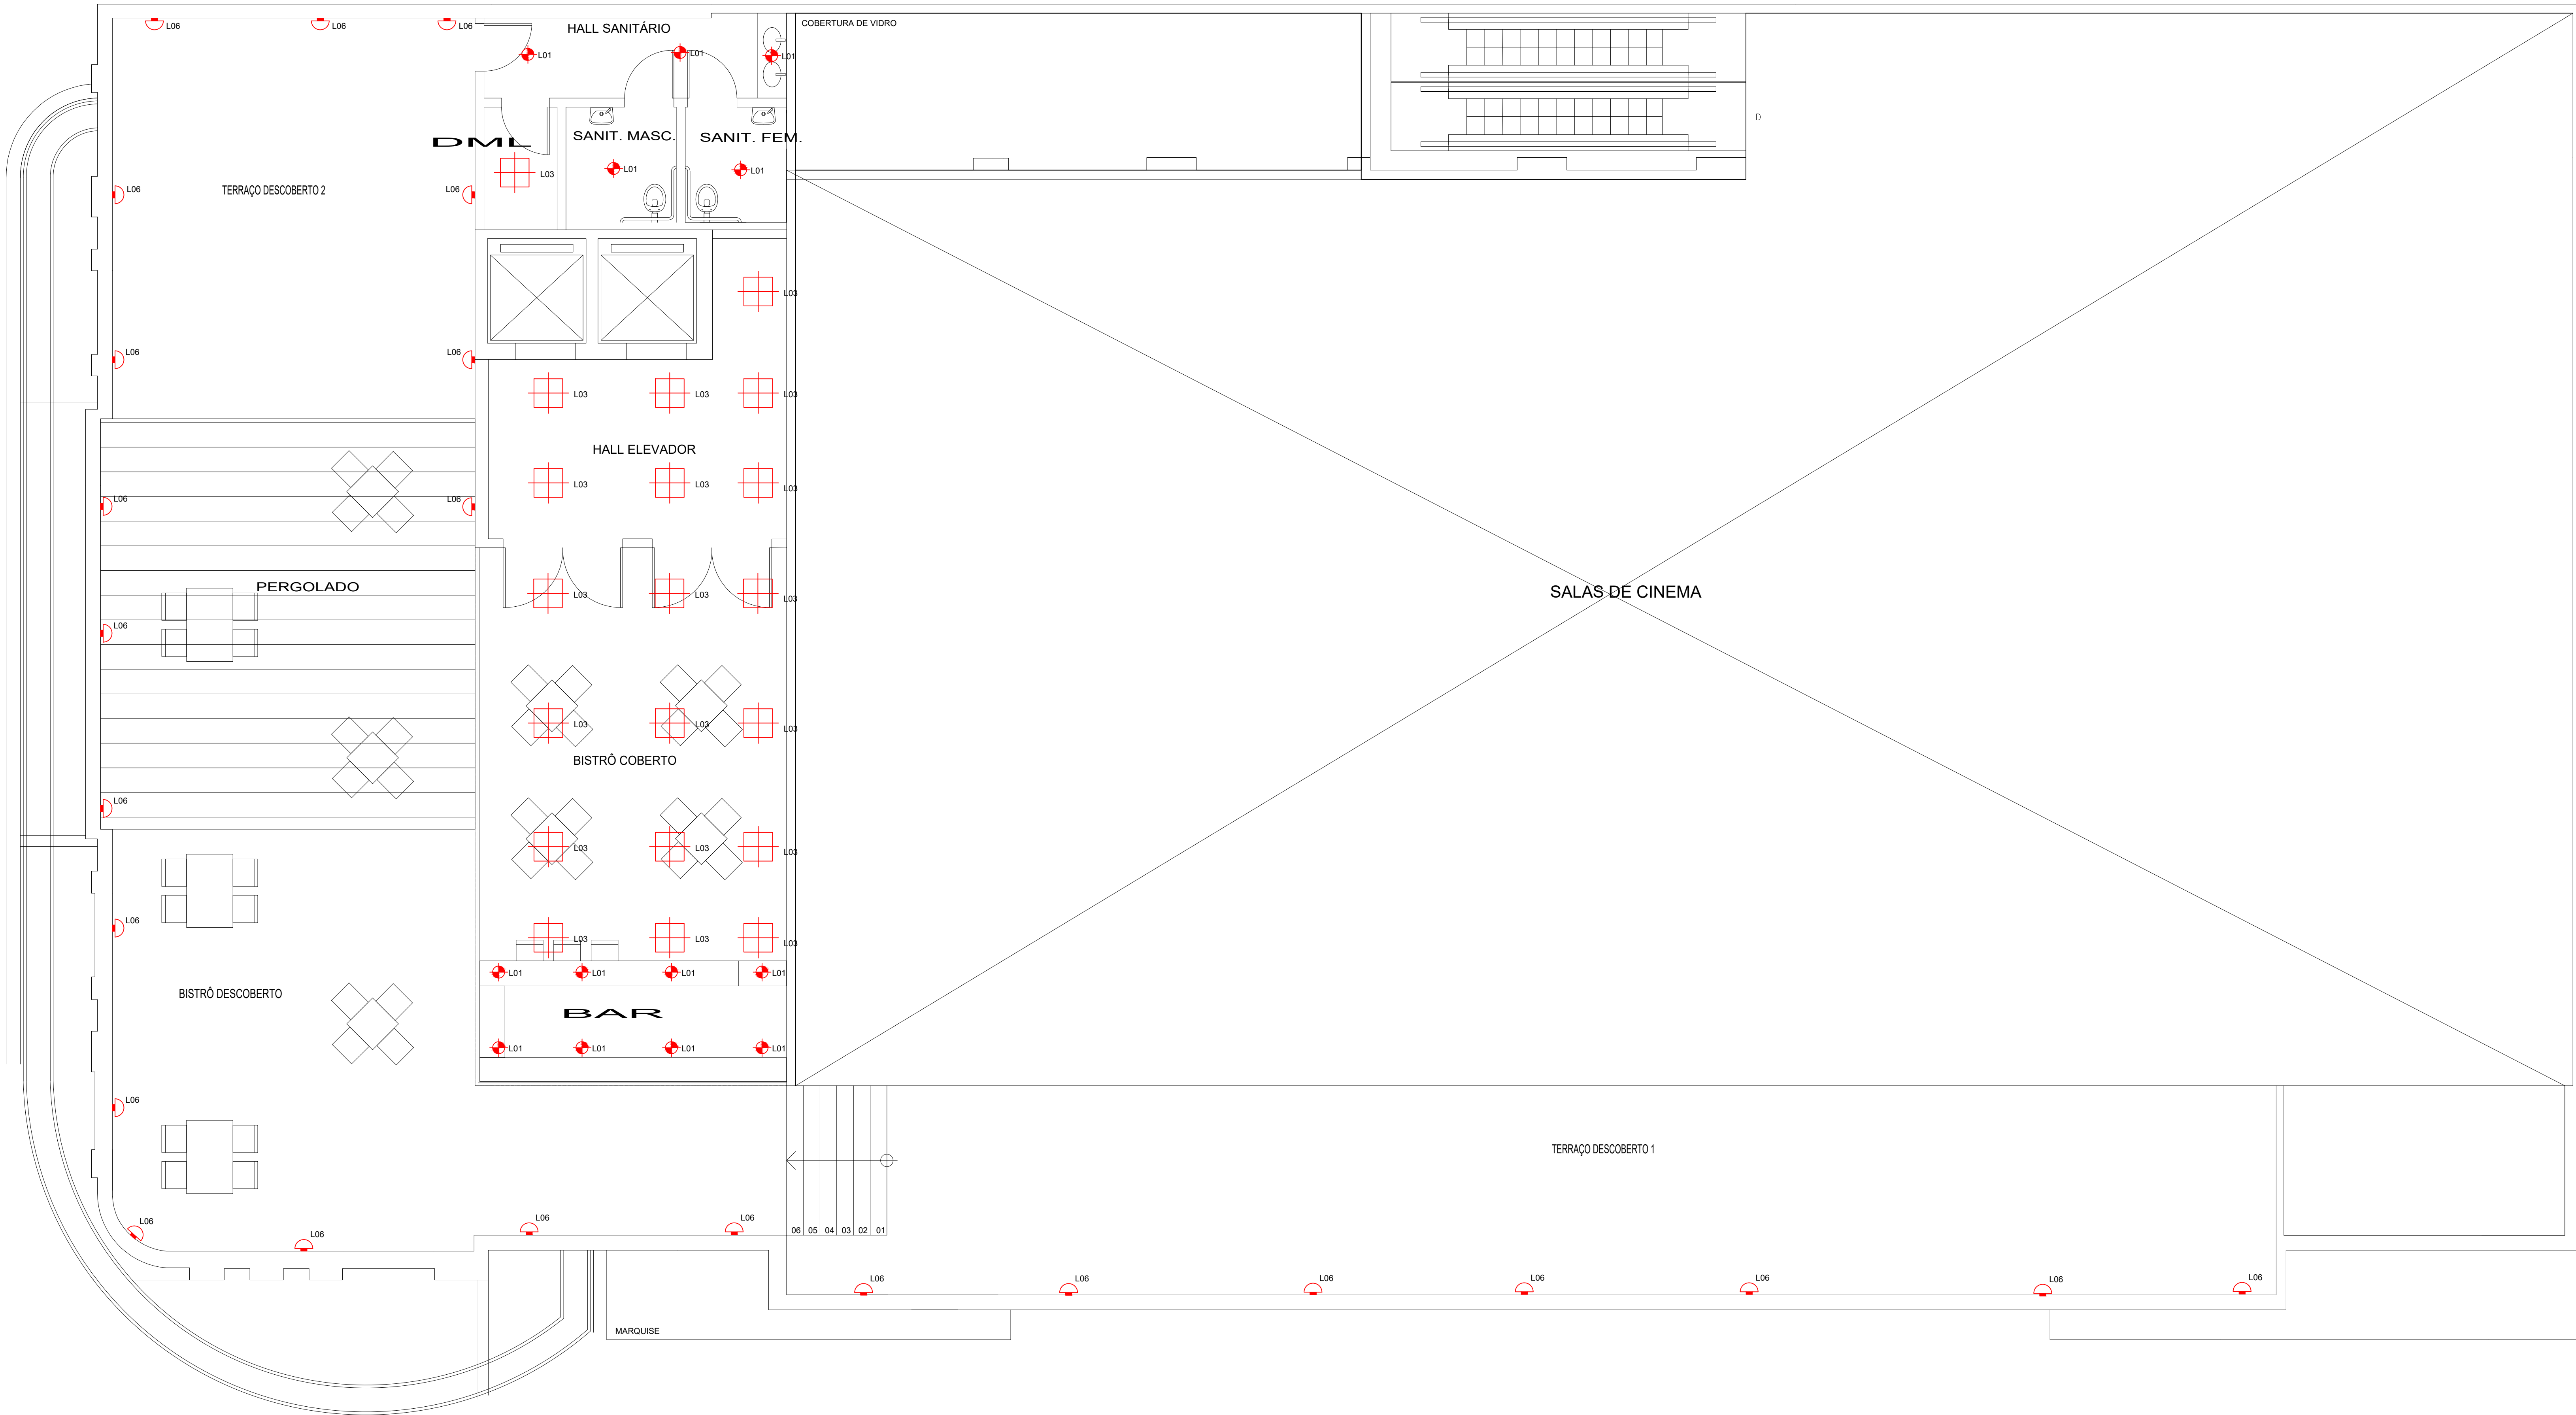 L06
L06
L06
HALL SANITÁRIO
COBERTURA DE VIDRO
L01
L01
L01
D
DML
SANIT. MASC.
SANIT. FEM.
L03
L01
L01
L06
TERRAÇO DESCOBERTO 2
L06
L03
L06
L06
L03
L03
L03
HALL ELEVADOR
L03
L03
L03
L06
L06
PERGOLADO
L03
L03
L03
SALAS DE CINEMA
L06
L03
L03
L03
BISTRÔ COBERTO
L06
L03
L03
L03
L06
L03
L03
L03
L01
L01
L01
L01
BISTRÔ DESCOBERTO
BAR
L01
L01
L01
L01
L06
TERRAÇO DESCOBERTO 1
L06
L06
L06
L06
06 05 04 03 02 01
L06
L06
L06
L06
L06
L06
L06
L06
MARQUISE